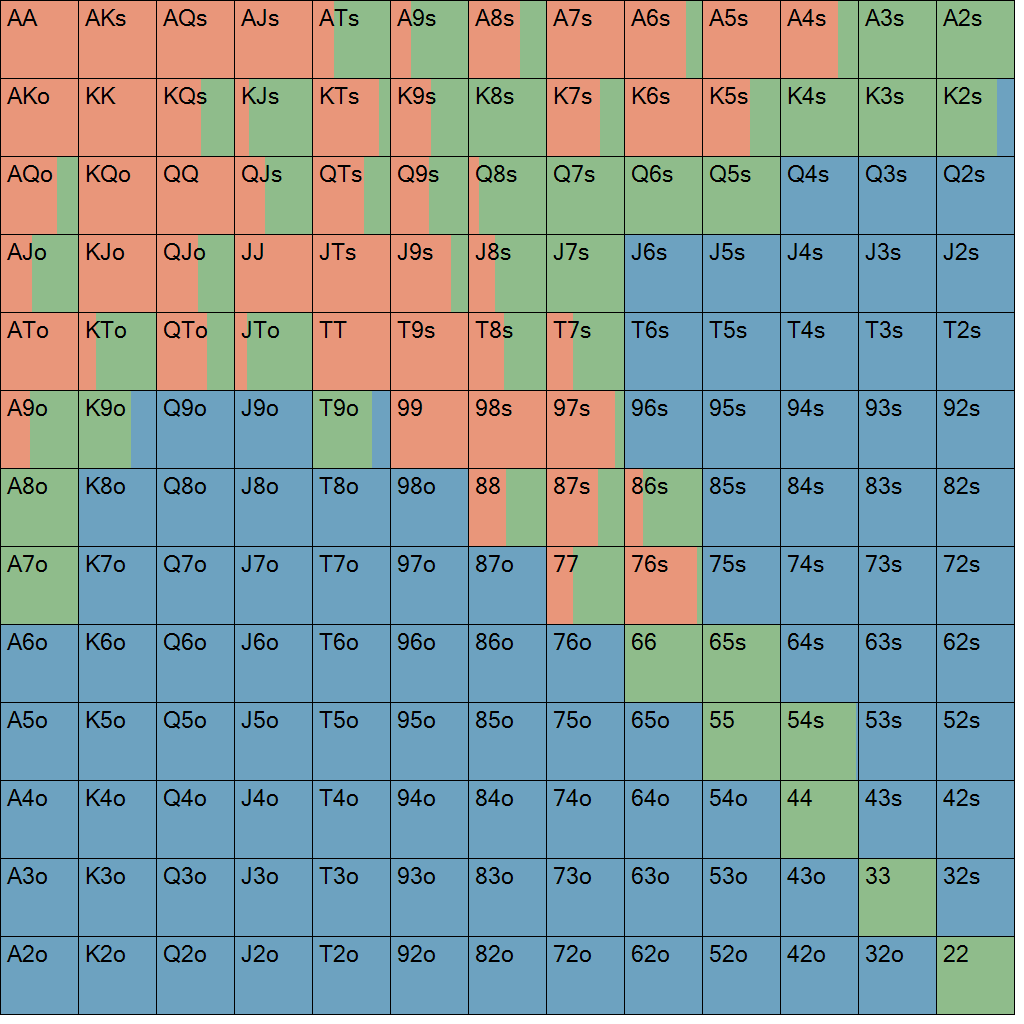 AA AKs AQs AJs ATs A9s A8s A7s A6s A5s A4s A3s A2s
AKo KK KQs KJs KTs K9s K8s K7s K6s K5s K4s K3s K2s
AQo KQo QQ QJs QTs Q9s Q8s Q7s Q6s Q5s Q4s Q3s Q2s
AJo KJo QJo JJ JTs J9s J8s J7s J6s J5s J4s J3s J2s
ATo KTo QTo JTo TT T9s T8s T7s T6s T5s T4s T3s T2s
A9o K9o Q9o J9o T9o 99 98s 97s 96s 95s 94s 93s 92s
A8o K8o Q8o J8o T8o 98o 88 87s 86s 85s 84s 83s 82s
A7o K7o Q7o J7o T7o 97o 87o 77 76s 75s 74s 73s 72s
A6o K6o Q6o J6o T6o 96o 86o 76o 66 65s 64s 63s 62s
A5o K5o Q5o J5o T5o 95o 85o 75o 65o 55 54s 53s 52s
A4o K4o Q4o J4o T4o 94o 84o 74o 64o 54o 44 43s 42s
A3o K3o Q3o J3o T3o 93o 83o 73o 63o 53o 43o 33 32s
A2o K2o Q2o J2o T2o 92o 82o 72o 62o 52o 42o 32o 22